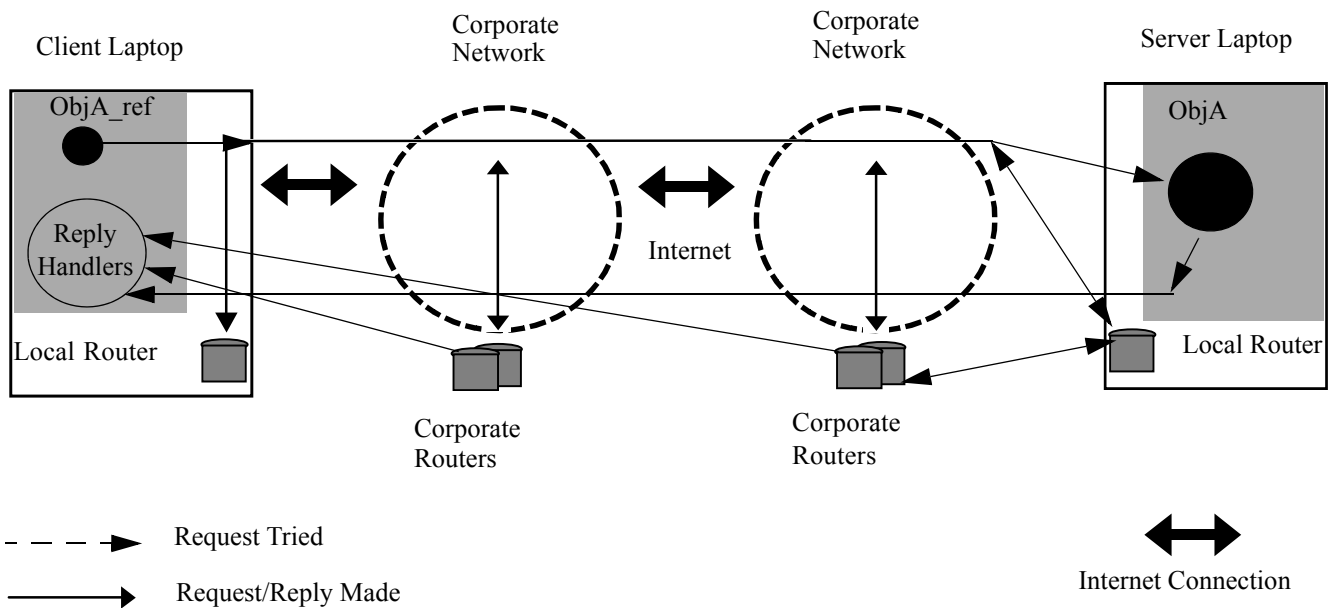 Client Laptop
Corporate
Network
Corporate
Network
Server Laptop
ObjA_ref
ObjA
Reply
Handlers
Internet
Local Router
Local Router
Corporate
Routers
Corporate
Routers
Request Tried
Request/Reply Made
Internet Connection